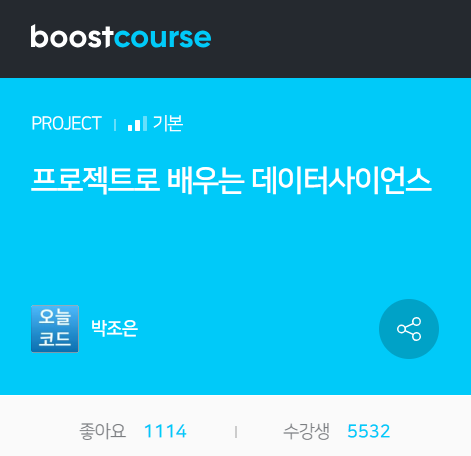 boostcourse
PROJECT | 기본
프로젝트로 배우는 데이터사이언스
오늘
코드
박조은
좋아요 1114 | 수강생 5532